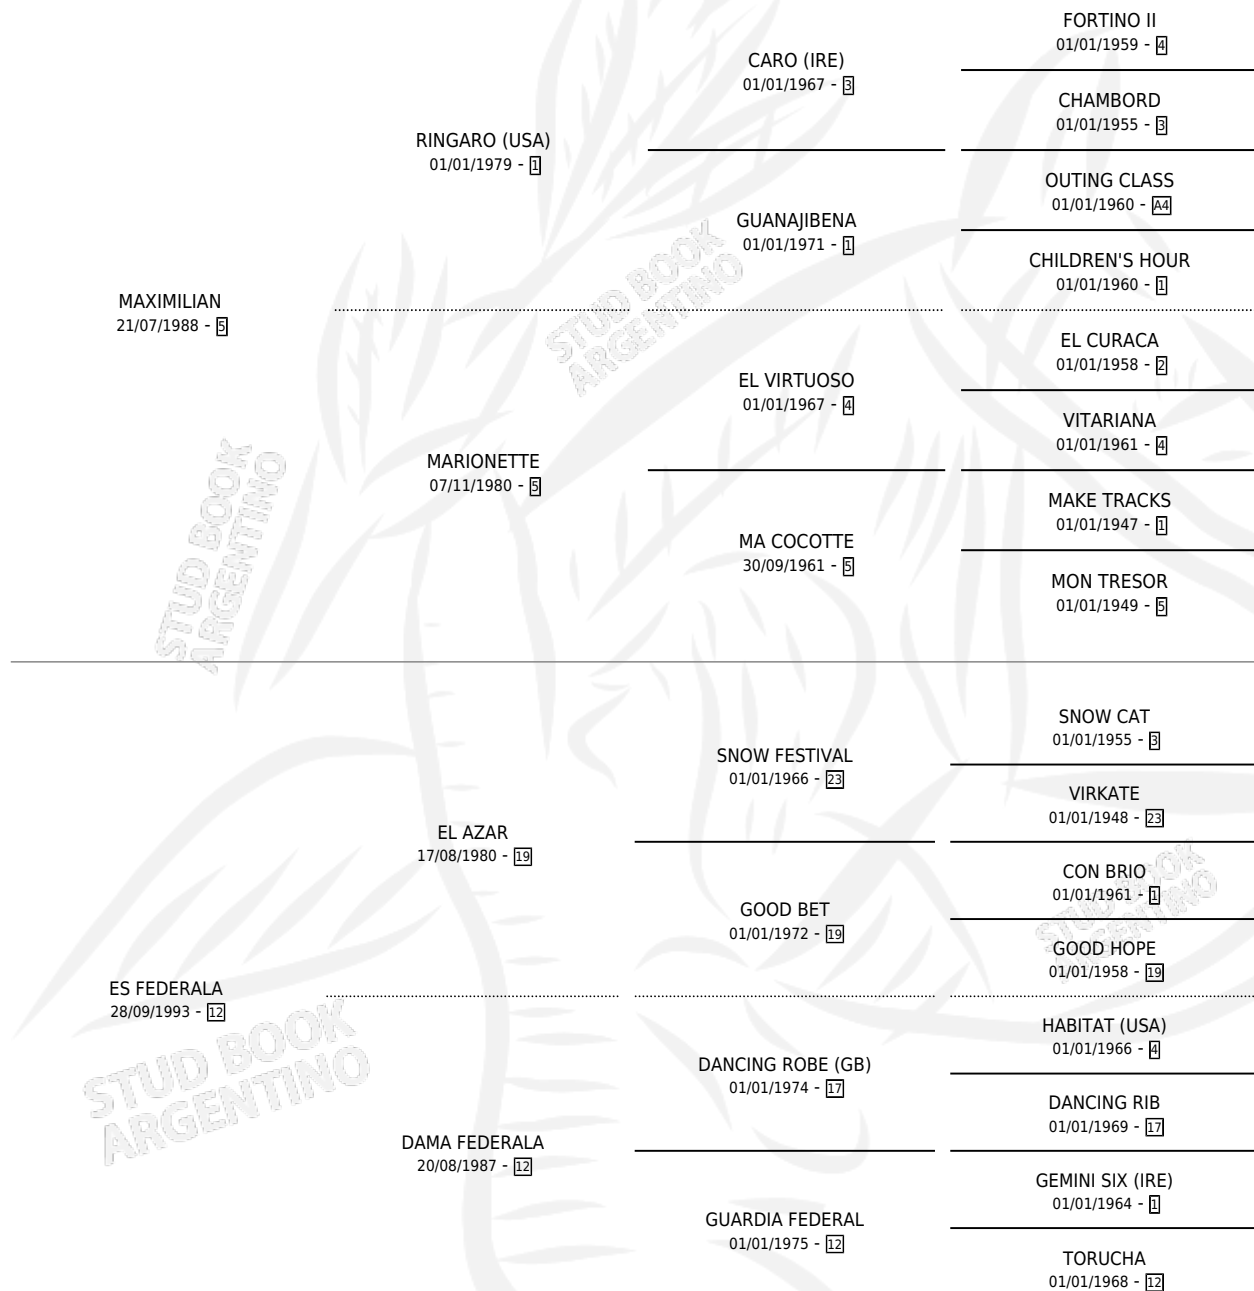 FORTINO II
01/01/1959 - 4
CARO (IRE)
01/01/1967 - 3
CHAMBORD
01/01/1955 - 3
RINGARO (USA)
01/01/1979 - 1
OUTING CLASS
01/01/1960 - A4
GUANAJIBENA
01/01/1971 - 1
CHILDREN'S HOUR
01/01/1960 - 1
MAXIMILIAN
21/07/1988 - 5
EL CURACA
01/01/1958 - 2
EL VIRTUOSO
01/01/1967 - 4
VITARIANA
01/01/1961 - 4
MARIONETTE
07/11/1980 - 5
MAKE TRACKS
01/01/1947 - 1
MA COCOTTE
30/09/1961 - 5
MON TRESOR
01/01/1949 - 5
SNOW CAT
01/01/1955 - 3
SNOW FESTIVAL
01/01/1966 - 23
VIRKATE
01/01/1948 - 23
EL AZAR
17/08/1980 - 19
CON BRIO
01/01/1961 - 1
GOOD BET
01/01/1972 - 19
GOOD HOPE
01/01/1958 - 19
ES FEDERALA
28/09/1993 - 12
HABITAT (USA)
01/01/1966 - 4
DANCING ROBE (GB)
01/01/1974 - 17
DANCING RIB
01/01/1969 - 17
DAMA FEDERALA
20/08/1987 - 12
GEMINI SIX (IRE)
01/01/1964 - 1
GUARDIA FEDERAL
01/01/1975 - 12
TORUCHA
01/01/1968 - 12
STUD BOOK
ARGENTINO
STUD BOOK
ARGENTINO
STUD BOOK
ARGENTINO
STUD BOOK
ARGENTINO